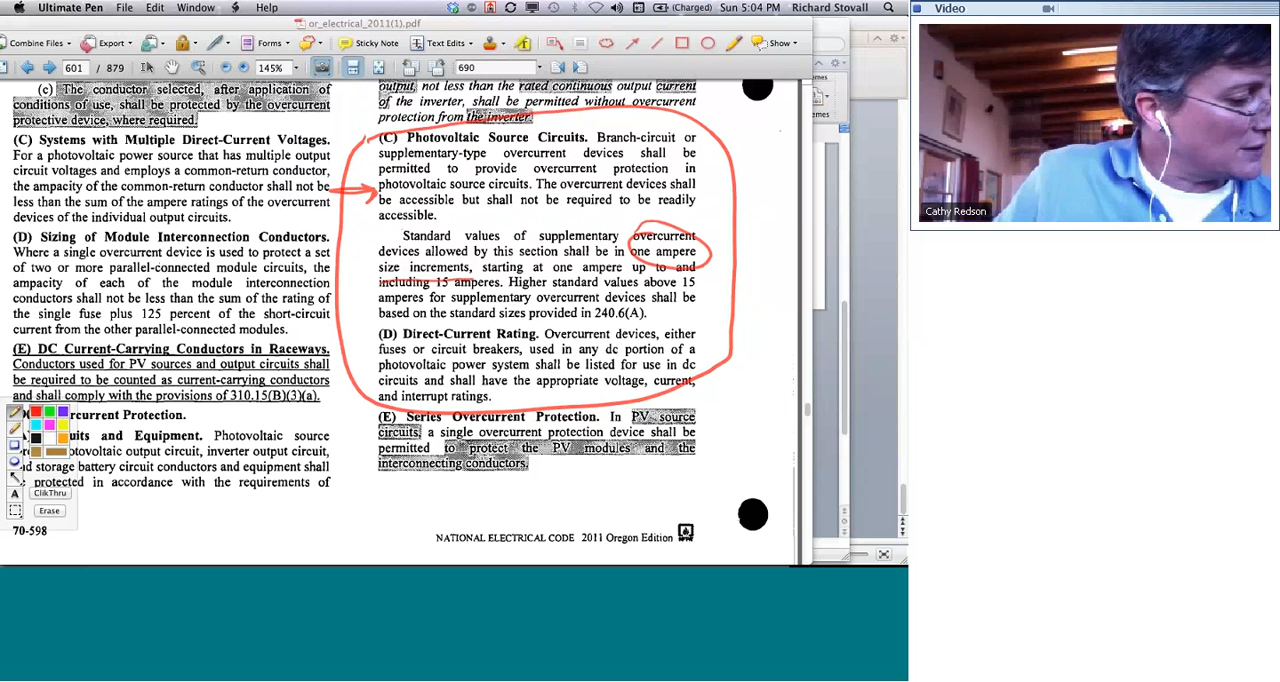 Ultimate Pen File Edit Window Help
(Charged) Sun 5:04 PM Richard Stovall
or_electrical_2011(1).pdf
Combine Files Export Forms Sticky Note Text Edits Show
601 / 879 145% 690
(c) The conductor selected, after application of
conditions of use, shall be protected by the overcurrent
protective device, where required.
(C) Systems with Multiple Direct-Current Voltages.
For a photovoltaic power source that has multiple output
circuit voltages and employs a common-return conductor,
the ampacity of the common-return conductor shall not be
less than the sum of the ampere ratings of the overcurrent
devices of the individual output circuits.
(D) Sizing of Module Interconnection Conductors.
Where a single overcurrent device is used to protect a set
of two or more parallel-connected module circuits, the
ampacity of each of the module interconnection
conductors shall not be less than the sum of the rating of
the single fuse plus 125 percent of the short-circuit
current from the other parallel-connected modules.
(E) DC Current-Carrying Conductors in Raceways.
Conductors used for PV sources and output circuits shall
be required to be counted as current-carrying conductors
and shall comply with the provisions of 310.15(B)(3)(a).
Protection.
and Equipment. Photovoltaic source
output circuit, inverter output circuit,
storage battery circuit conductors and equipment shall
protected in accordance with the requirements of
70-598
output, not less than the rated continuous output current
of the inverter, shall be permitted without overcurrent
protection from the inverter.
(C) Photovoltaic Source Circuits. Branch-circuit or
supplementary-type overcurrent devices shall be
permitted to provide overcurrent protection in
photovoltaic source circuits. The overcurrent devices shall
be accessible but shall not be required to be readily
accessible.
Standard values of supplementary overcurrent
devices allowed by this section shall be in one ampere
size increments, starting at one ampere up to and
including 15 amperes. Higher standard values above 15
amperes for supplementary overcurrent devices shall be
based on the standard sizes provided in 240.6(A).
(D) Direct-Current Rating. Overcurrent devices, either
fuses or circuit breakers, used in any dc portion of a
photovoltaic power system shall be listed for use in dc
circuits and shall have the appropriate voltage, current,
and interrupt ratings.
(E) Series Overcurrent Protection. In PV source
circuits, a single overcurrent protection device shall be
permitted to protect the PV modules and the
interconnecting conductors.
NATIONAL ELECTRICAL CODE 2011 Oregon Edition
A ClikThru
Erase
Video
Cathy Redson